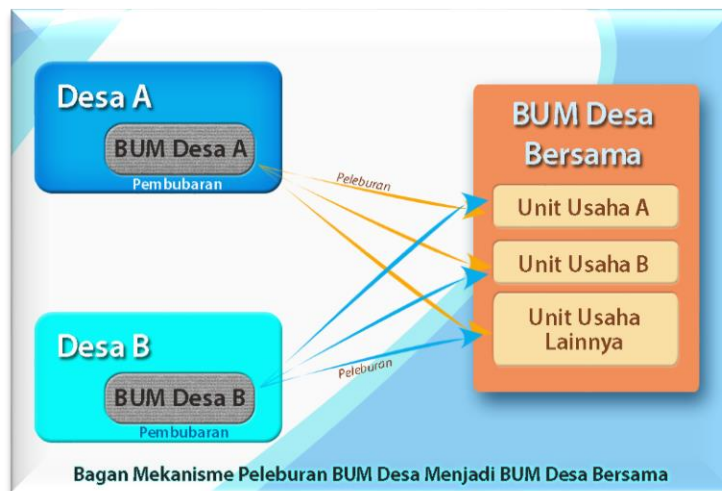 Desa A
BUM Desa A
Pembubaran
Peleburan
BUM Desa
Bersama
Unit Usaha A
Unit Usaha B
Unit Usaha
Lainnya
Desa B
BUM Desa B
Pembubaran
Peleburan
Bagan Mekanisme Peleburan BUM Desa Menjadi BUM Desa Bersama